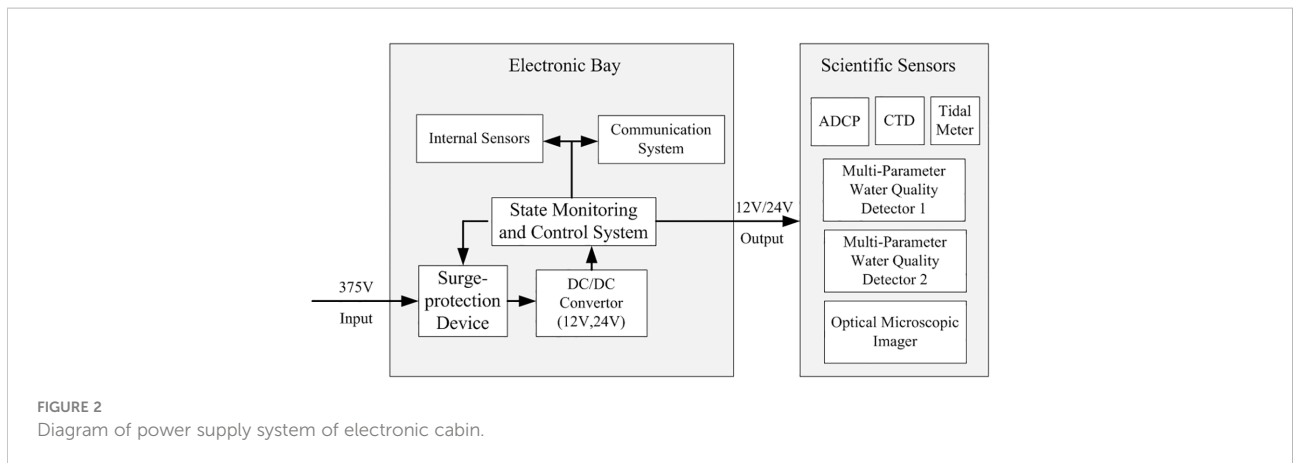 Electronic Bay
Internal Sensors
Communication
System
State Monitoring
and Control System
375V
Input
Surge-
protection
Device
DC/DC
Convertor
(12V,24V)
12V/24V
Output
Scientific Sensors
ADCP
CTD
Tidal
Meter
Multi-Parameter
Water Quality
Detector 1
Multi-Parameter
Water Quality
Detector 2
Optical Microscopic
Imager
FIGURE 2
Diagram of power supply system of electronic cabin.